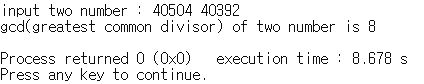 input two number : 40504 40392
gcd(greatest common divisor) of two number is 8
Process returned 0 (0x0)   execution time : 8.678 s
Press any key to continue.